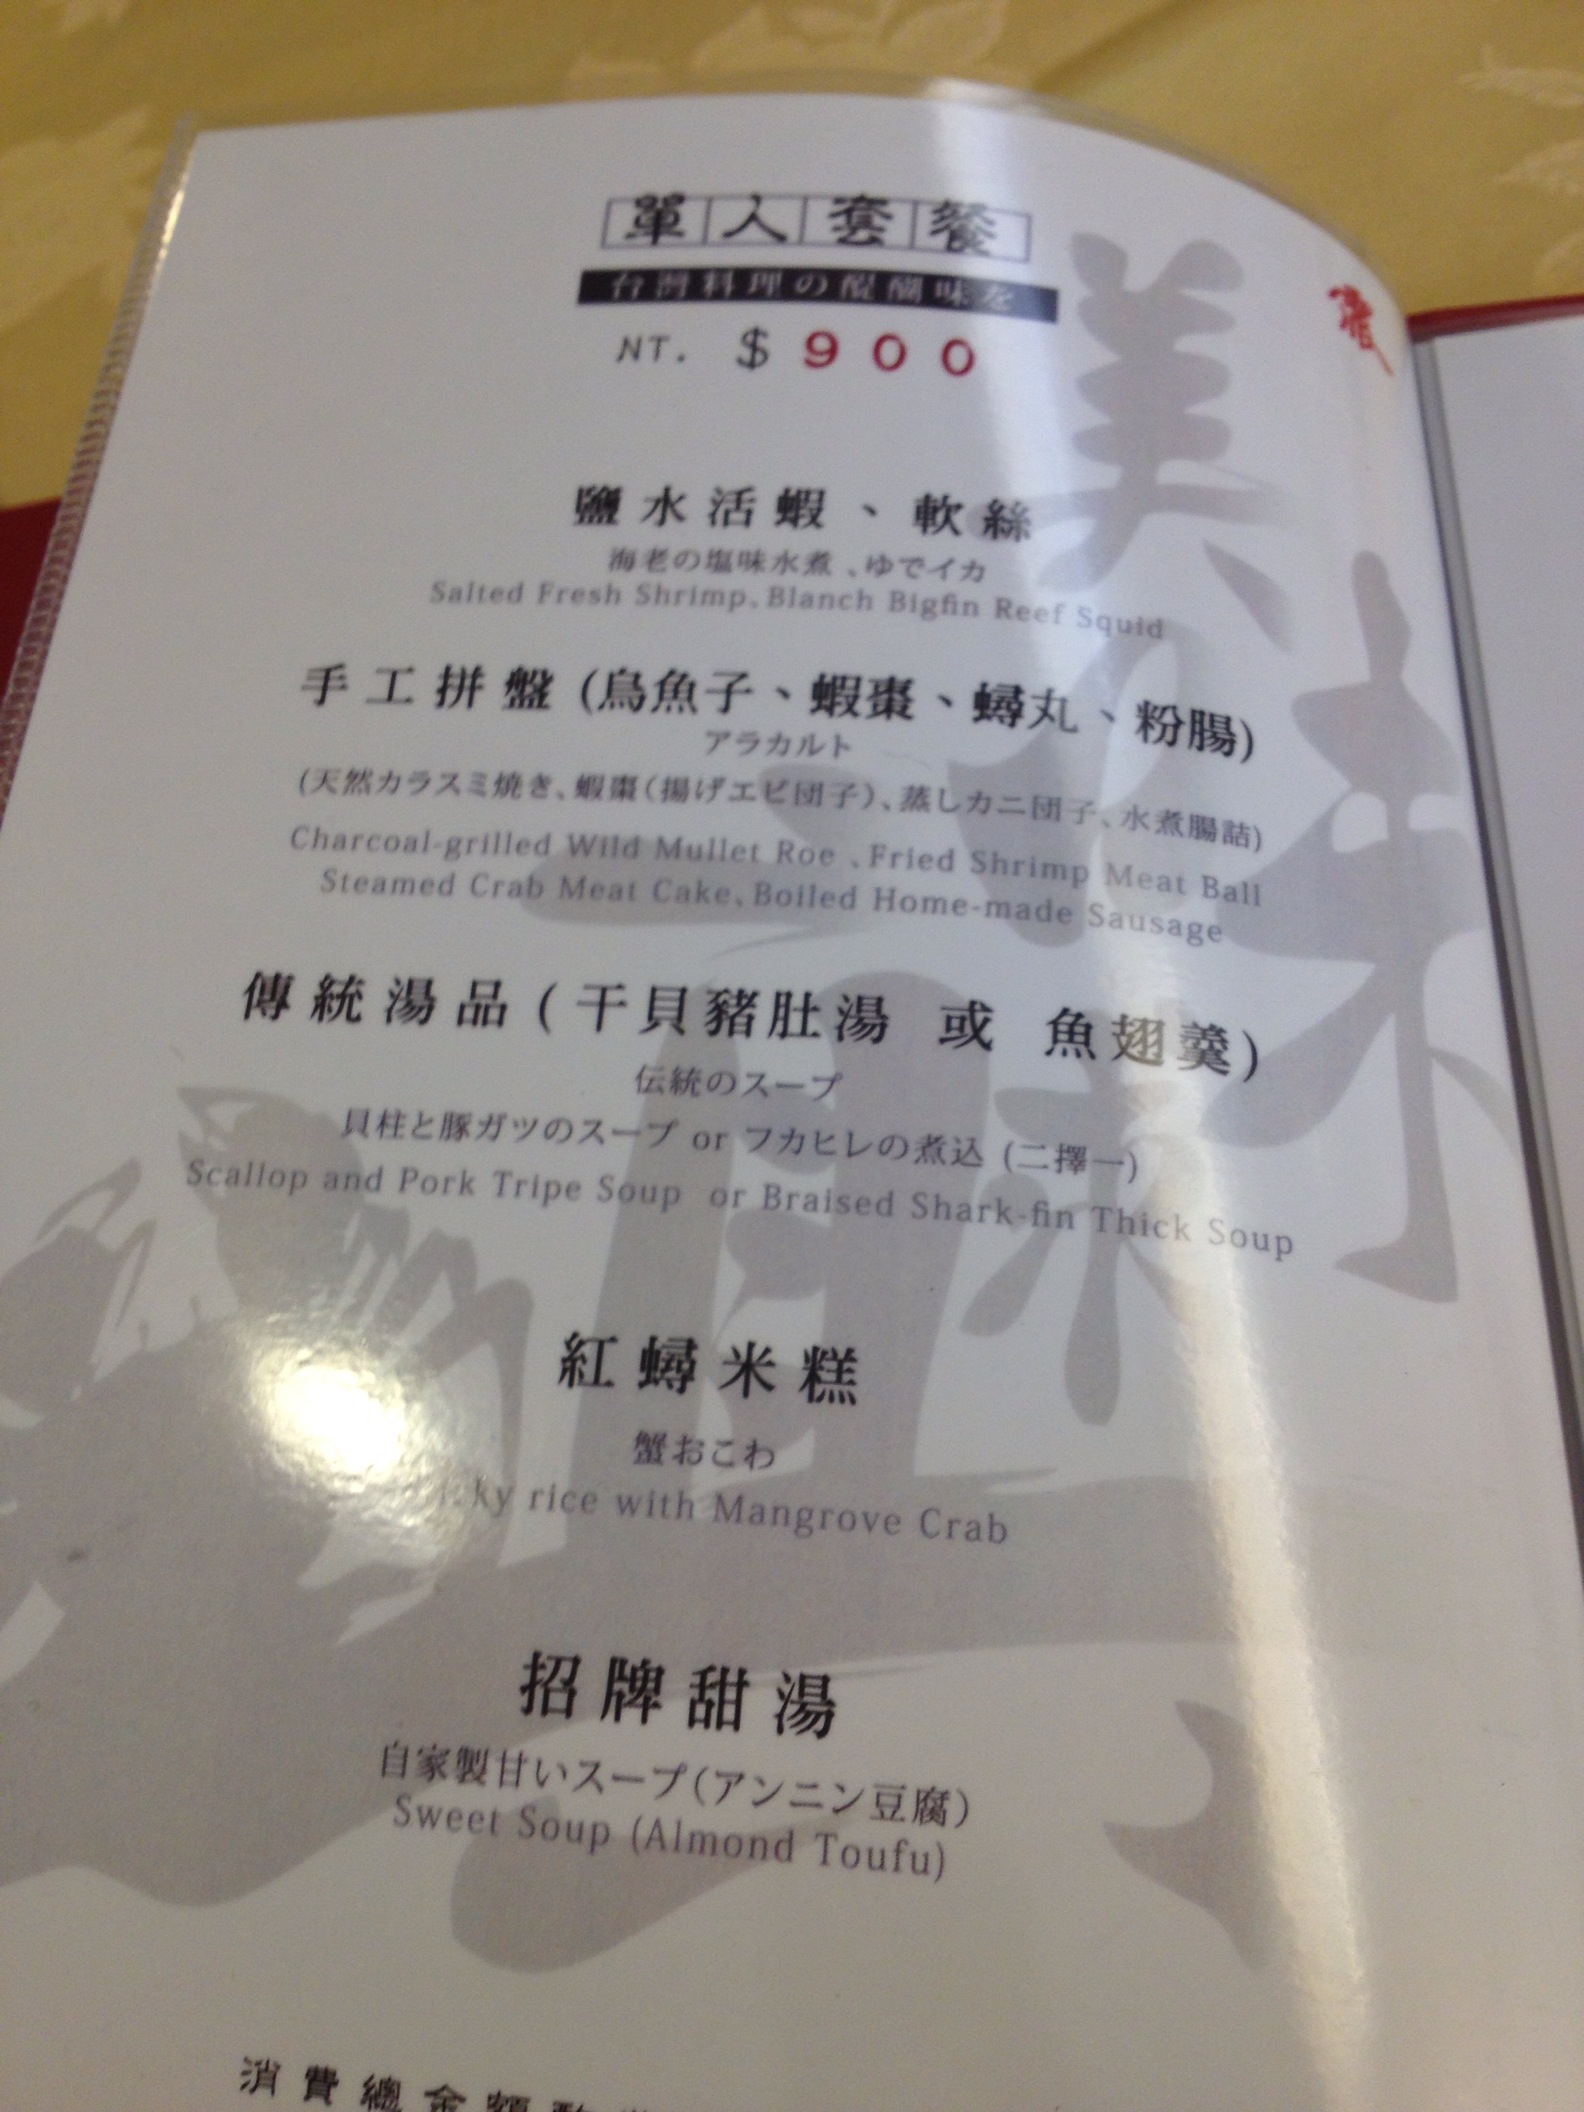 單人套餐
台灣料理の醍醐味を
NT. $900
鹽水活蝦、軟絲
海老の塩味水煮、ゆでイカ
Salted Fresh Shrimp、Blanch Bigfin Reef Squid
手工拼盤(烏魚子、蝦棗、蟳丸、粉腸)
アラカルト
(天然カラスミ焼き、蝦棗(揚げエビ団子)、蒸しカニ団子、水煮腸詰)
Charcoal-grilled Wild Mullet Roe、Fried Shrimp Meat Ball
Steamed Crab Meat Cake、Boiled Home-made Sausage
傳統湯品(干貝豬肚湯 或 魚翅羹)
伝統のスープ
貝柱と豚ガツのスープ or フカヒレの煮込 (二擇一)
Scallop and Pork Tripe Soup or Braised Shark-fin Thick Soup
紅蟳米糕
蟹おこわ
rice with Mangrove Crab
招牌甜湯
自家製甘いスープ(アンニン豆腐)
Sweet Soup (Almond Toufu)
消費總金額
美味